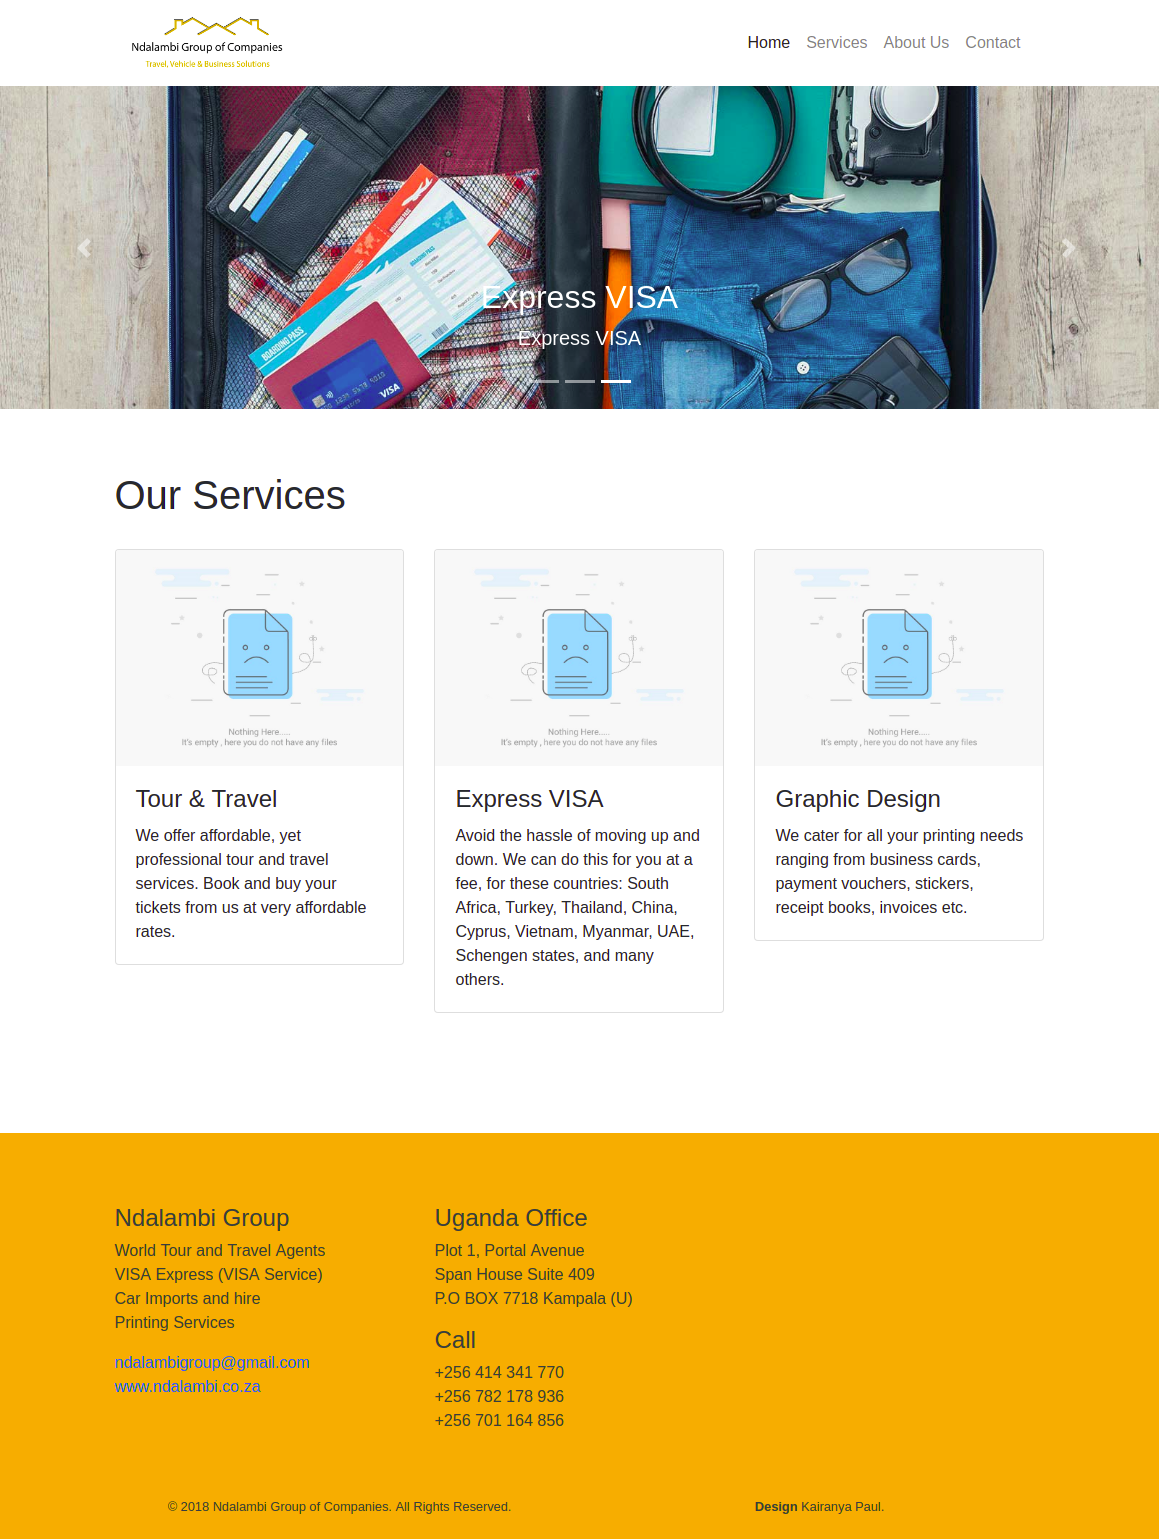 Ndalambi Group of Companies
Travel, Vehicle & Business Solutions
Home Services About Us Contact
BOARDING PASS
BOARDING PASS
VISA
Express VISA
Express VISA
Our Services
Nothing Here.....
It's empty , here you do not have any files
Nothing Here.....
It's empty , here you do not have any files
Nothing Here.....
It's empty , here you do not have any files
Tour & Travel
We offer affordable, yet
professional tour and travel
services. Book and buy your
tickets from us at very affordable
rates.
Express VISA
Avoid the hassle of moving up and
down. We can do this for you at a
fee, for these countries: South
Africa, Turkey, Thailand, China,
Cyprus, Vietnam, Myanmar, UAE,
Schengen states, and many
others.
Graphic Design
We cater for all your printing needs
ranging from business cards,
payment vouchers, stickers,
receipt books, invoices etc.
Ndalambi Group
World Tour and Travel Agents
VISA Express (VISA Service)
Car Imports and hire
Printing Services
ndalambigroup@gmail.com
www.ndalambi.co.za
Uganda Office
Plot 1, Portal Avenue
Span House Suite 409
P.O BOX 7718 Kampala (U)
Call
+256 414 341 770
+256 782 178 936
+256 701 164 856
© 2018 Ndalambi Group of Companies. All Rights Reserved.
Design Kairanya Paul.